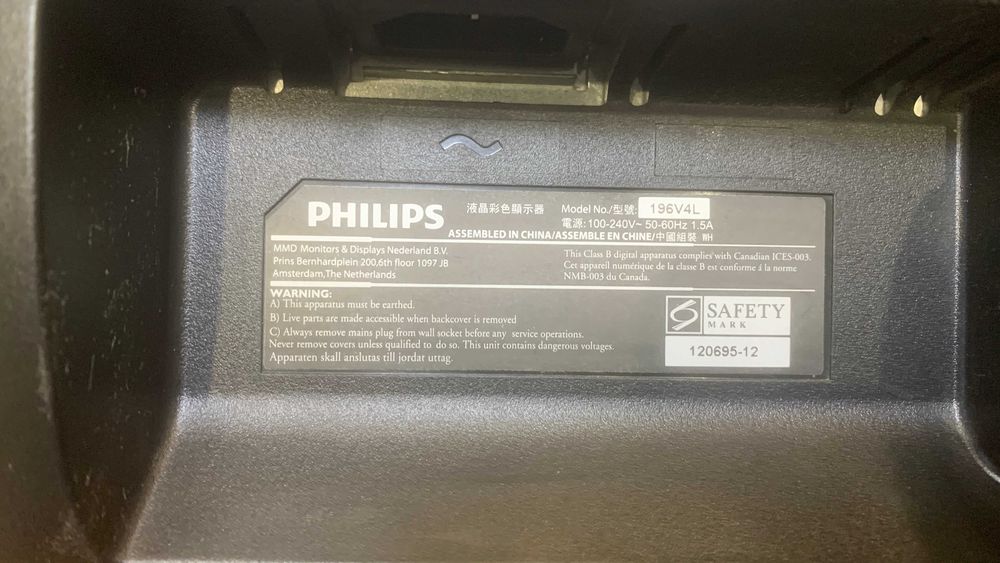 PHILIPS 液晶彩色顯示器 Model No./型號: 196V4L
電源: 100-240V~ 50-60Hz 1.5A
ASSEMBLED IN CHINA/ASSEMBLE EN CHINE/中國組裝 WH
MMD Monitors & Displays Nederland B.V.
Prins Bernhardplein 200,6th floor 1097 JB
Amsterdam,The Netherlands
This Class B digital apparatus complies with Canadian ICES-003.
Cet appareil numérique de la classe B est conforme á la norme
NMB-003 du Canada.
WARNING:
A) This apparatus must be earthed.
B) Live parts are made accessible when backcover is removed
C) Always remove mains plug from wall socket before any service operations.
Never remove covers unless qualified to do so. This unit contains dangerous voltages.
Apparaten skall anslutas till jordat uttag.
SAFETY
MARK
120695-12